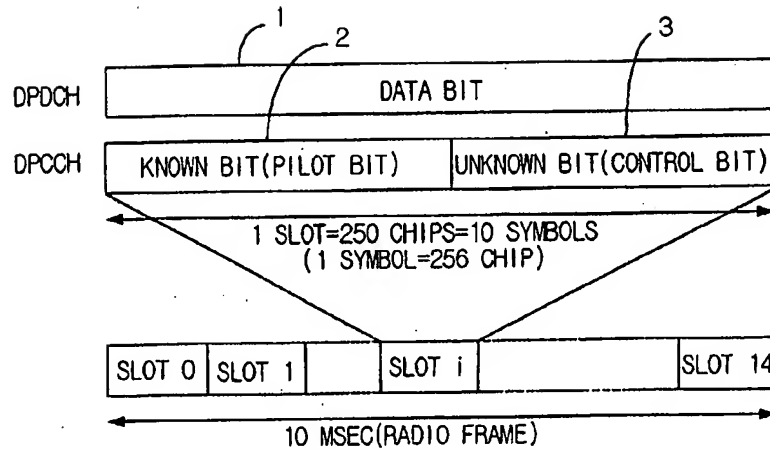 1
2
3
DPDCH
DATA BIT
DPCCH
KNOWN BIT(PILOT BIT)
UNKNOWN BIT(CONTROL BIT)
1 SLOT=250 CHIPS=10 SYMBOLS
(1 SYMBOL=256 CHIP)
SLOT 0
SLOT 1
SLOT i
SLOT 14
10 MSEC(RADIO FRAME)